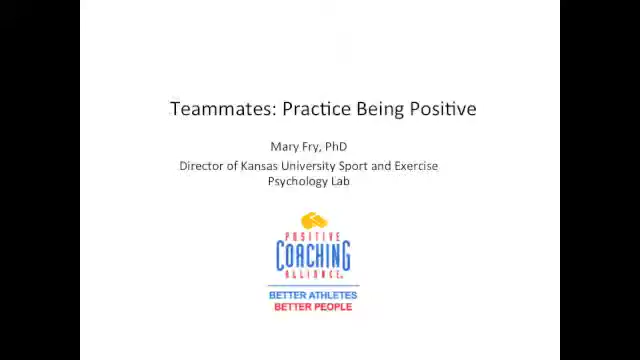 Teammates: Practice Being Positive
Mary Fry, PhD
Director of Kansas University Sport and Exercise
Psychology Lab
POSITIVE
COACHING
ALLIANCE
BETTER ATHLETES
BETTER PEOPLE